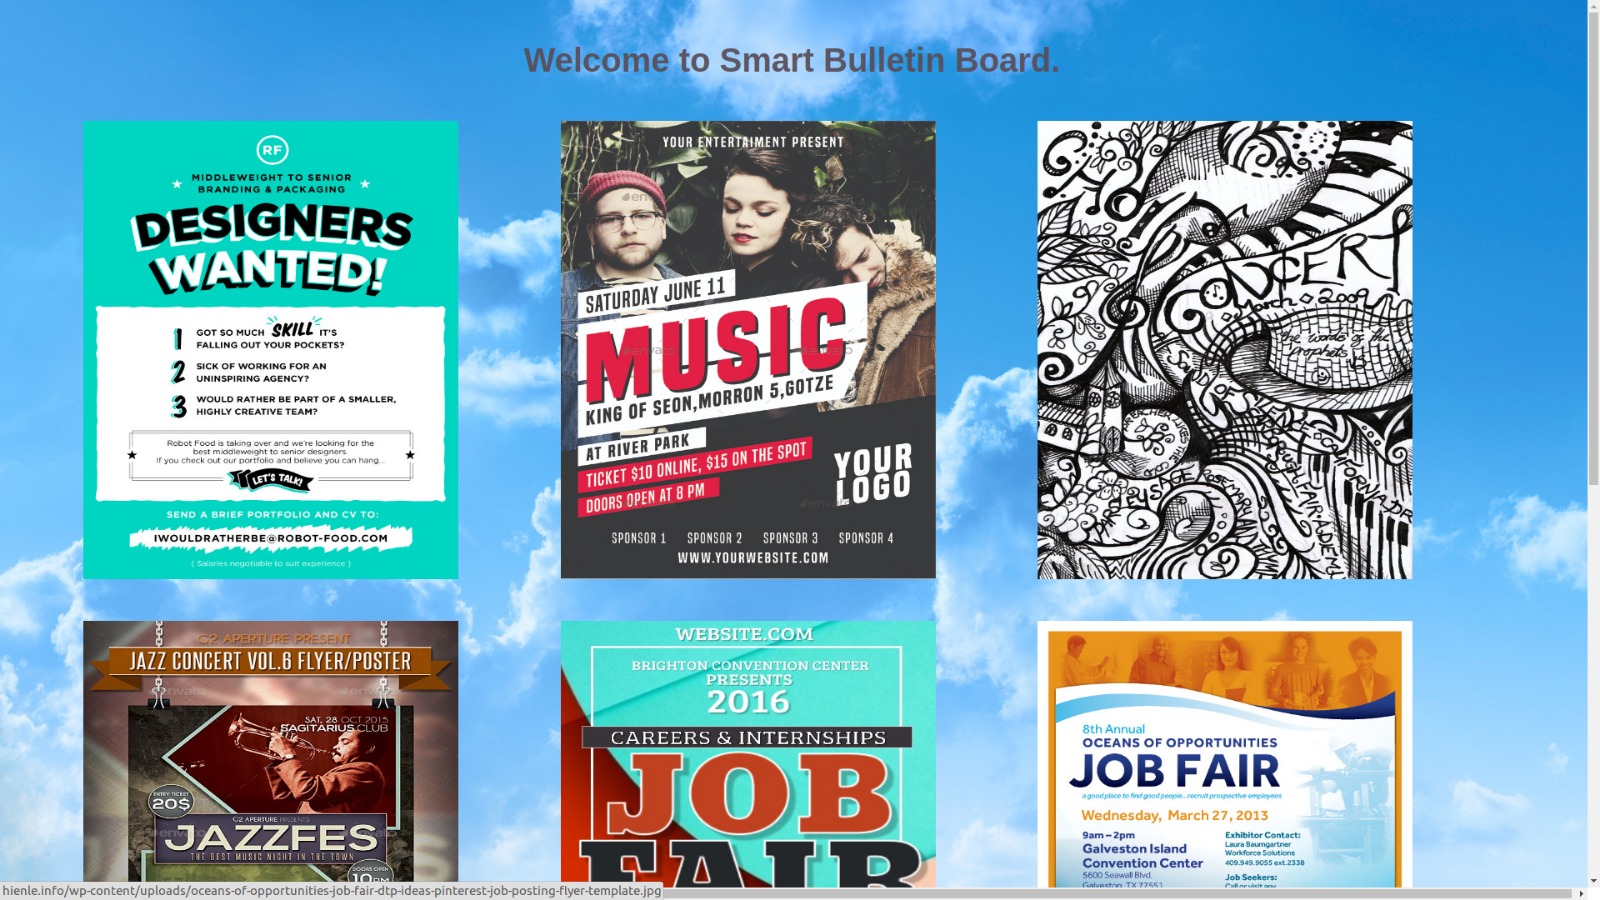 Welcome to Smart Bulletin Board.
RF
MIDDLEWEIGHT TO SENIOR
BRANDING & PACKAGING
DESIGNERS
WANTED!
1 GOT SO MUCH SKILL IT'S
FALLING OUT YOUR POCKETS?
2 SICK OF WORKING FOR AN
UNINSPIRING AGENCY?
3 WOULD RATHER BE PART OF A SMALLER,
HIGHLY CREATIVE TEAM?
Robot Food is taking over and we're looking for the
best middleweight to senior designers.
If you check out our portfolio and believe you can hang...
LET'S TALK!
SEND A BRIEF PORTFOLIO AND CV TO:
IWOULDRATHERBE@ROBOT-FOOD.COM
( Salaries negotiable to suit experience )
YOUR ENTERTAIMENT PRESENT
SATURDAY JUNE 11
MUSIC
KING OF SEON,MORRON 5,GOTZE
AT RIVER PARK
TICKET $10 ONLINE, $15 ON THE SPOT
DOORS OPEN AT 8 PM
YOUR
LOGO
SPONSOR 1 SPONSOR 2 SPONSOR 3 SPONSOR 4
WWW.YOURWEBSITE.COM
CONCERT
March 2009
the words of the
prophets
SOUND OF
PARSLEY SAGE ROSEMARY
G2 APERTURE PRESENT
JAZZ CONCERT VOL.6 FLYER/POSTER
envato
SAT, 28 OCT 2015
SAGITARIUS CLUB
ENTRY TICKET
20$
G2 APERTURE PRESENTS
JAZZFES
THE BEST MUSIC NIGHT IN THE TOWN
DOORS OPEN
10PM
WEBSITE.COM
BRIGHTON CONVENTION CENTER
PRESENTS
2016
CAREERS & INTERNSHIPS
JOB
FAIR
8th Annual
OCEANS OF OPPORTUNITIES
JOB FAIR
a good place to find good people...recruit prospective employees.
Wednesday, March 27, 2013
9am – 2pm
Galveston Island
Convention Center
5600 Seawall Blvd.
Galveston, TX 77551
Exhibitor Contact:
Laura Baumgartner
Workforce Solutions
409.949.9055 ext.2338
Job Seekers:
Call or visit any
hienle.info/wp-content/uploads/oceans-of-opportunities-job-fair-dtp-ideas-pinterest-job-posting-flyer-template.jpg